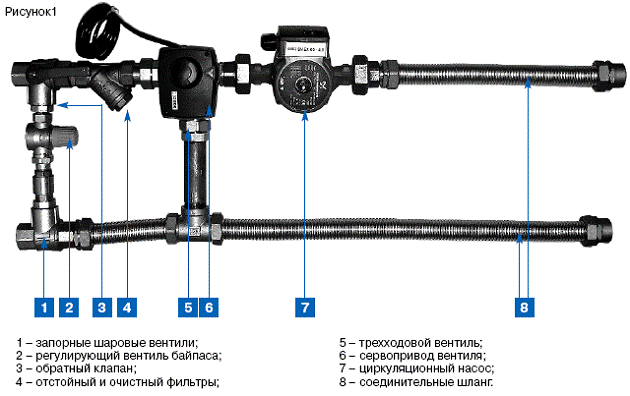 Рисунок1
1 2 3 4 5 6 7 8
1 – запорные шаровые вентили;
2 – регулирующий вентиль байпаса;
3 – обратный клапан;
4 – отстойный и очистный фильтры;
5 – трехходовой вентиль;
6 – сервопривод вентиля;
7 – циркуляционный насос;
8 – соединительные шланг.